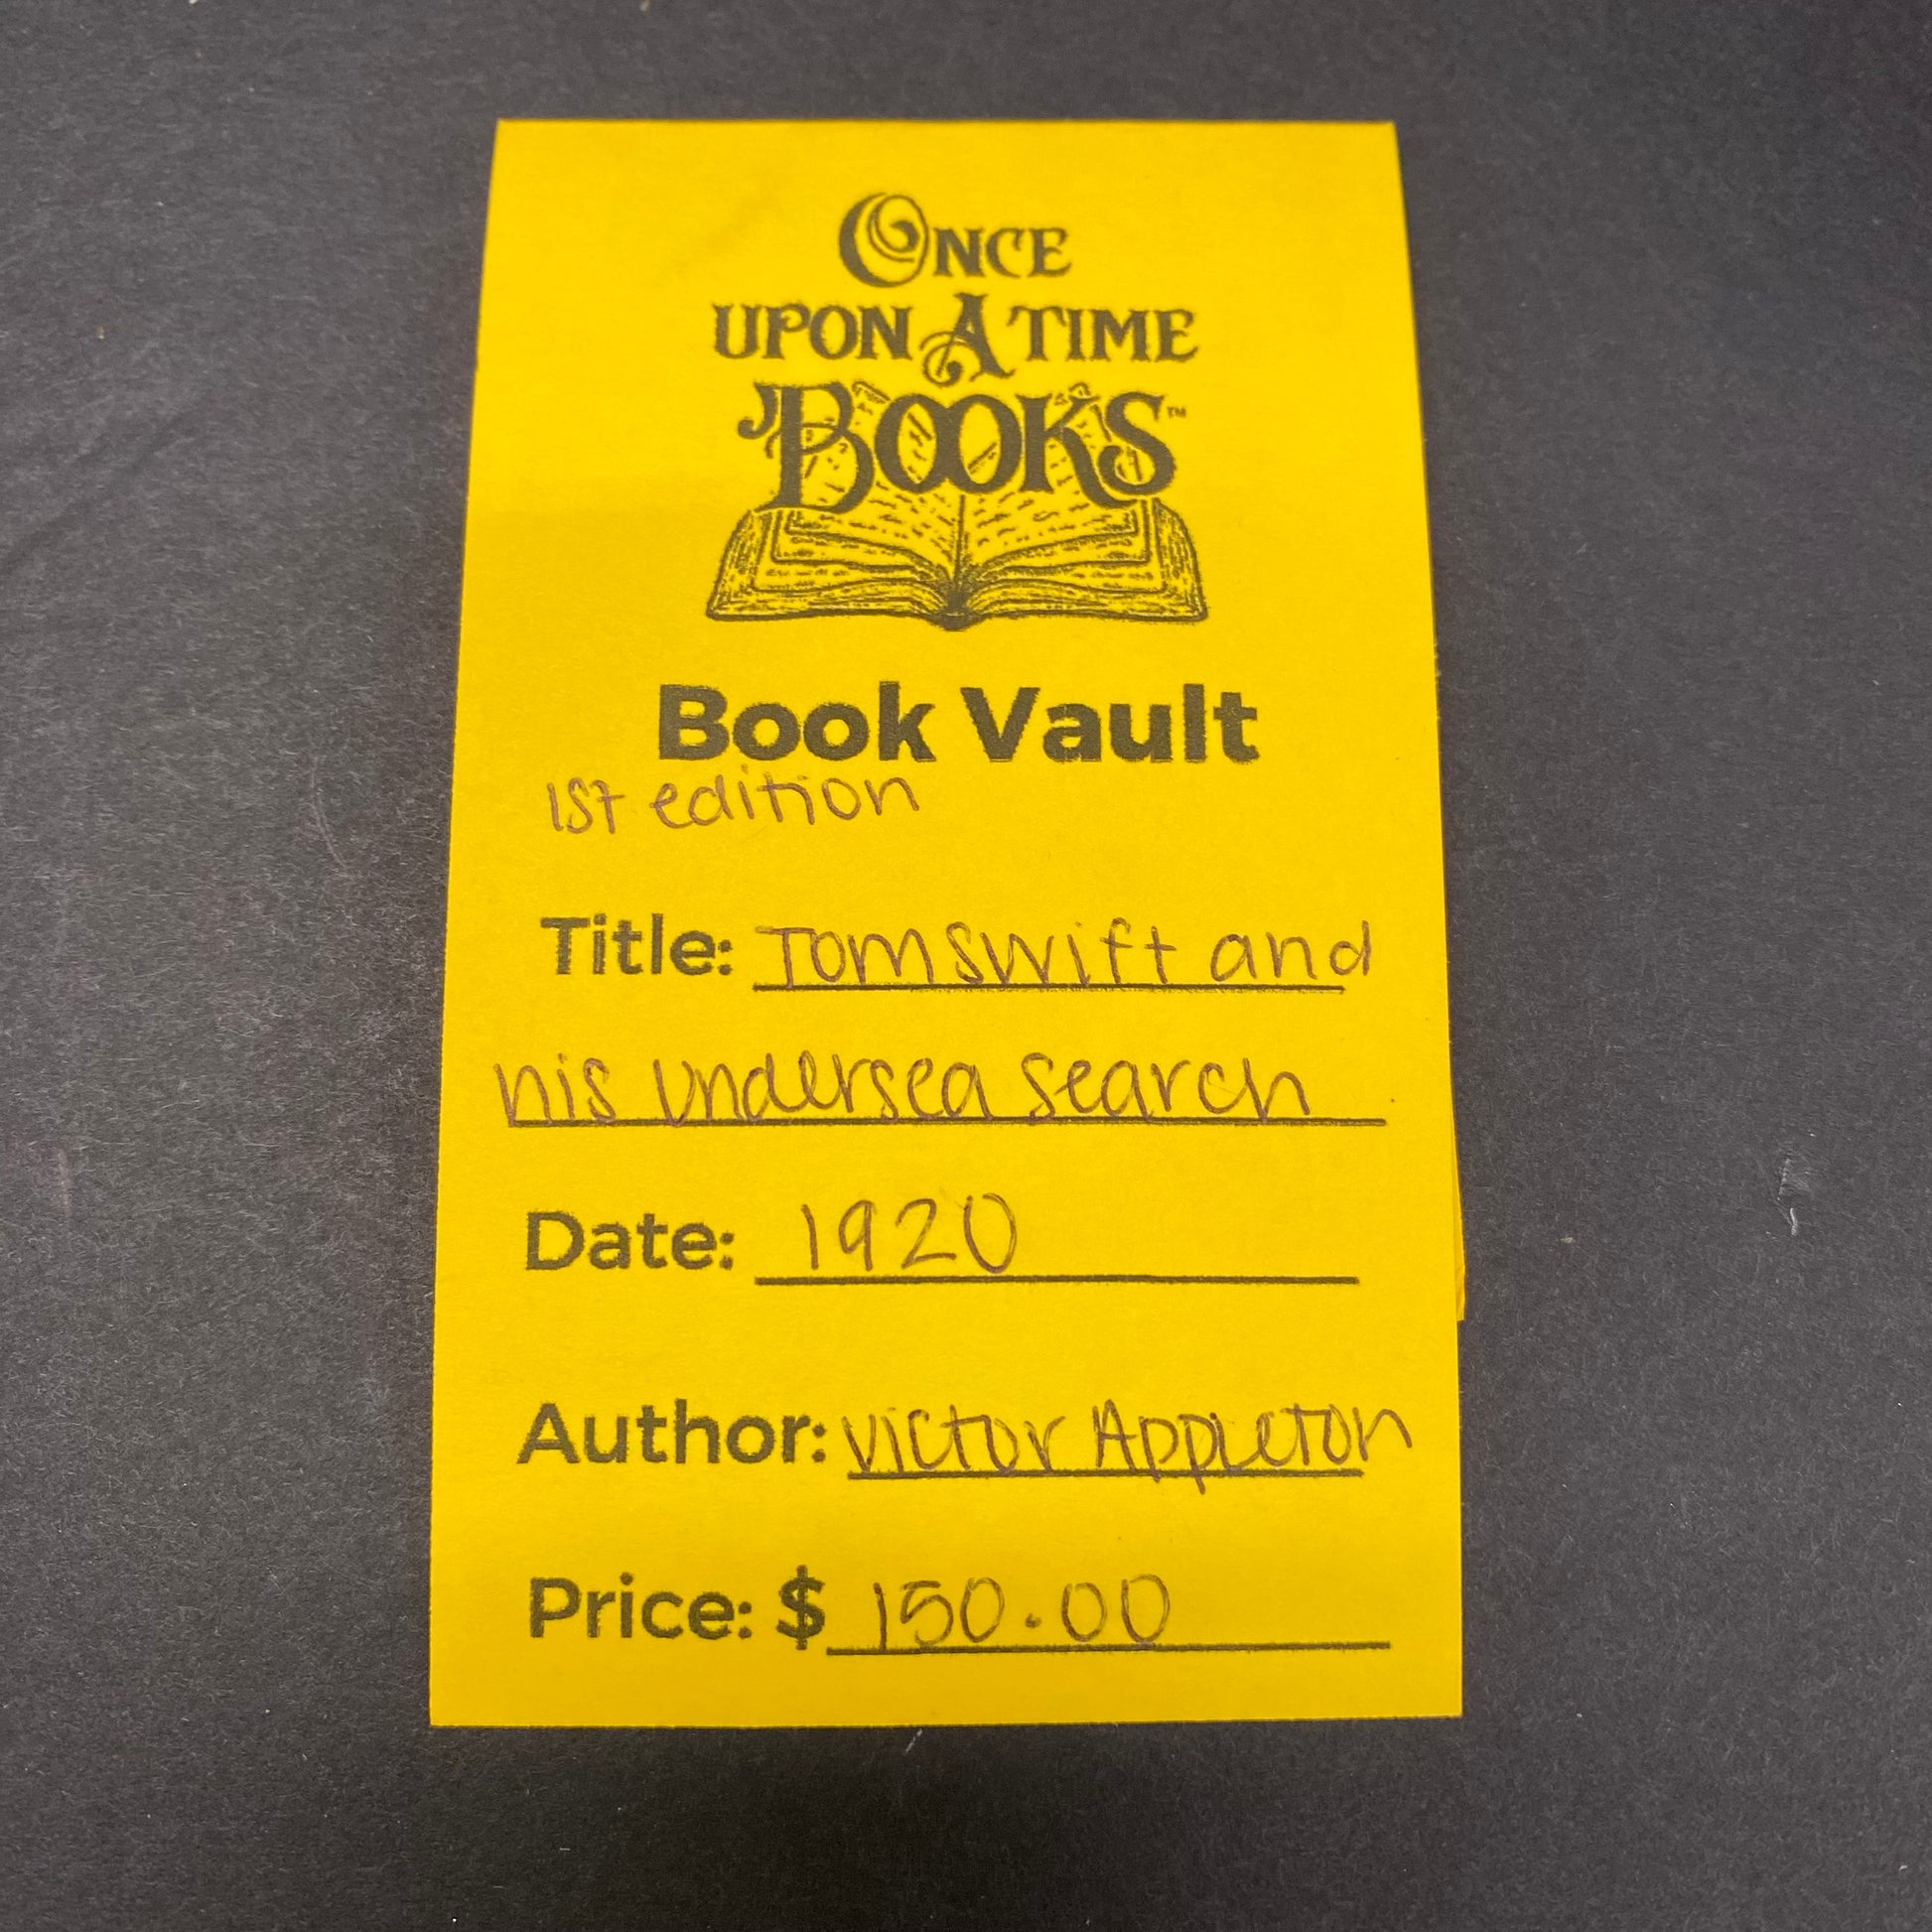 ONCE
UPON A TIME
BOOKS™
Book Vault
1st edition
Title: Tom Swift and
his undersea search
Date: 1920
Author: Victor Appleton
Price: $ 150.00